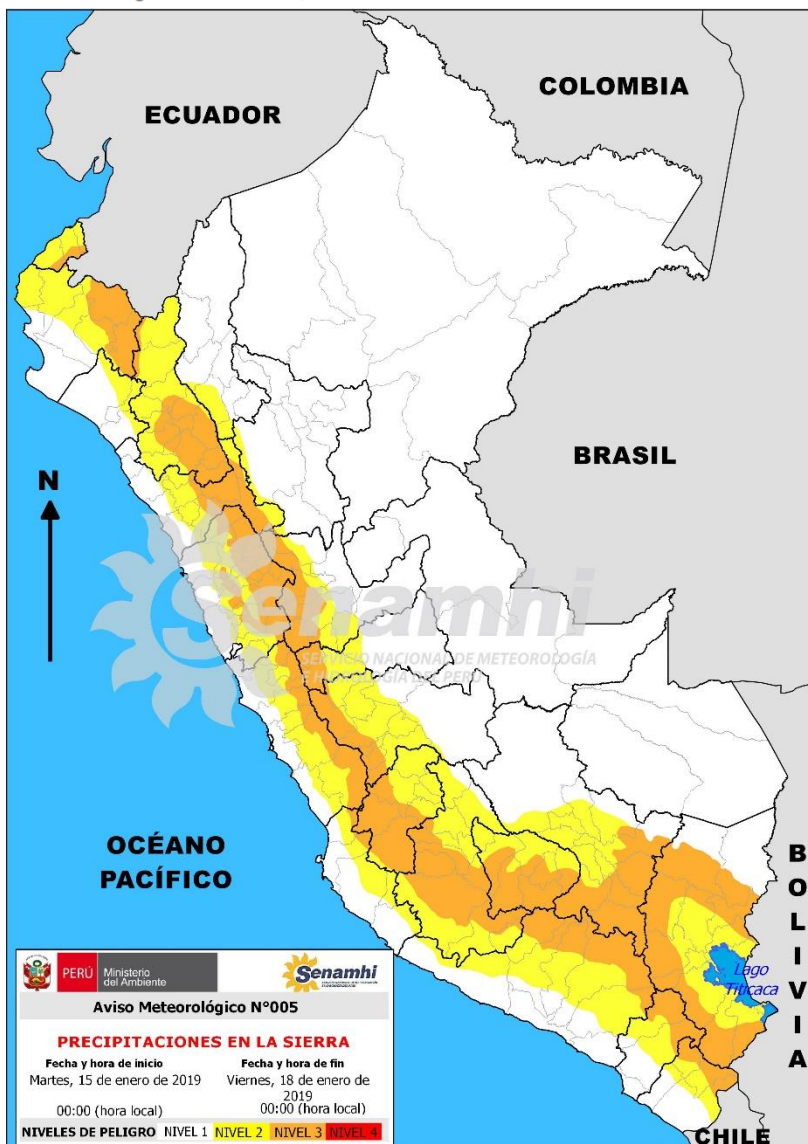 COLOMBIA
ECUADOR
BRASIL
N
Senamhi
SERVICIO NACIONAL DE METEOROLOGÍA
E HIDROLOGÍA DEL PERÚ
OCÉANO
PACÍFICO
BOLIVIA
Lago
Titicaca
CHILE
PERÚ
Ministerio
del Ambiente
Senamhi
Aviso Meteorológico N°005
PRECIPITACIONES EN LA SIERRA
Fecha y hora de inicio
Martes, 15 de enero de 2019
00:00 (hora local)
Fecha y hora de fin
Viernes, 18 de enero de
2019
00:00 (hora local)
NIVELES DE PELIGRO NIVEL 1 NIVEL 2 NIVEL 3 NIVEL 4